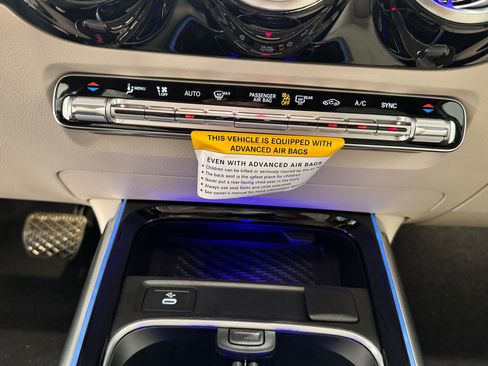 MENU
1/OFF
AUTO
MAX
PASSENGER
AIR BAG
OFF
REAR
A/C
SYNC
THIS VEHICLE IS EQUIPPED WITH
ADVANCED AIR BAGS
EVEN WITH ADVANCED AIR BAGS
• Children can be killed or seriously injured by the air
• The back seat is the safest place for children
• Never put a rear-facing child seat in the front
• Always use seat belts and child restraints
• See owner's manual for more information